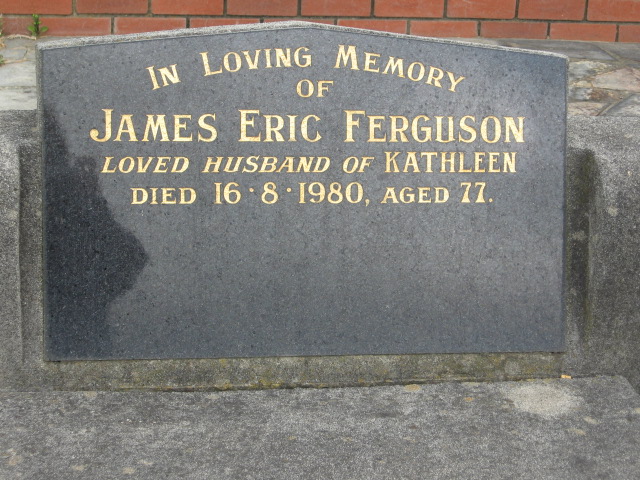 IN LOVING MEMORY
OF
JAMES ERIC FERGUSON
LOVED HUSBAND OF KATHLEEN
DIED 16·8·1980, AGED 77.